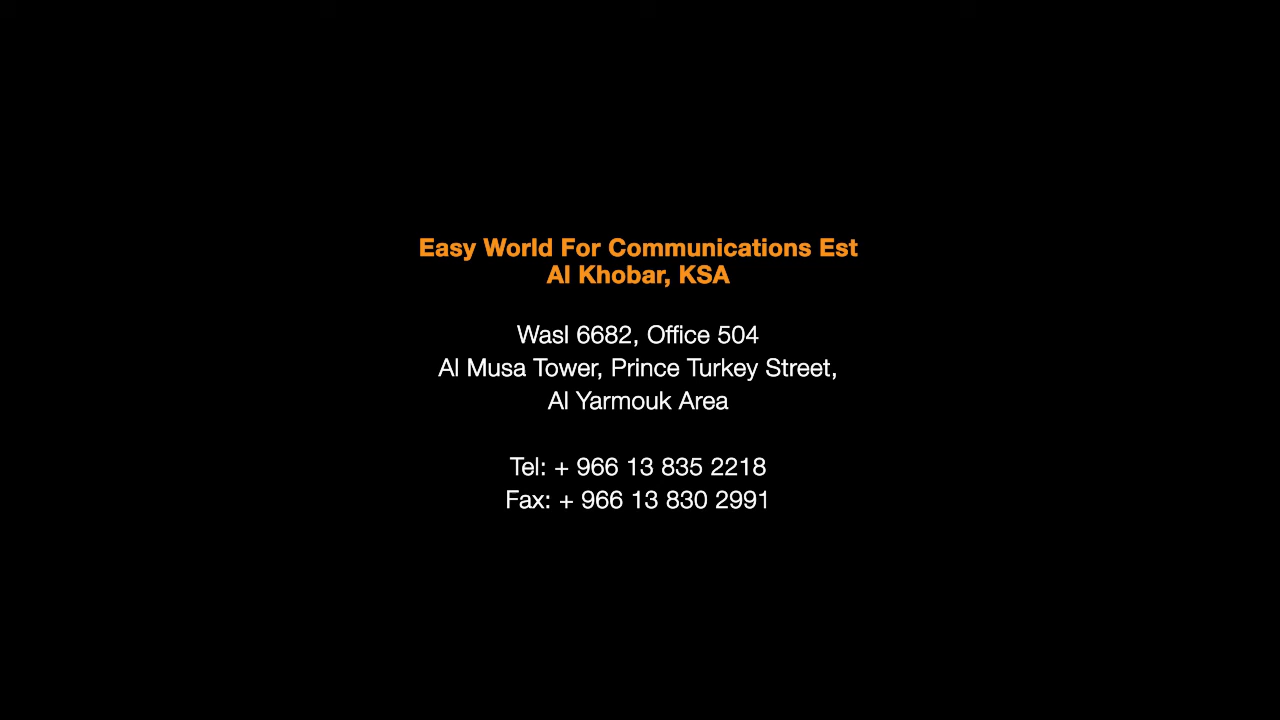 Easy World For Communications Est
Al Khobar, KSA
Wasl 6682, Office 504
Al Musa Tower, Prince Turkey Street,
Al Yarmouk Area
Tel: + 966 13 835 2218
Fax: + 966 13 830 2991